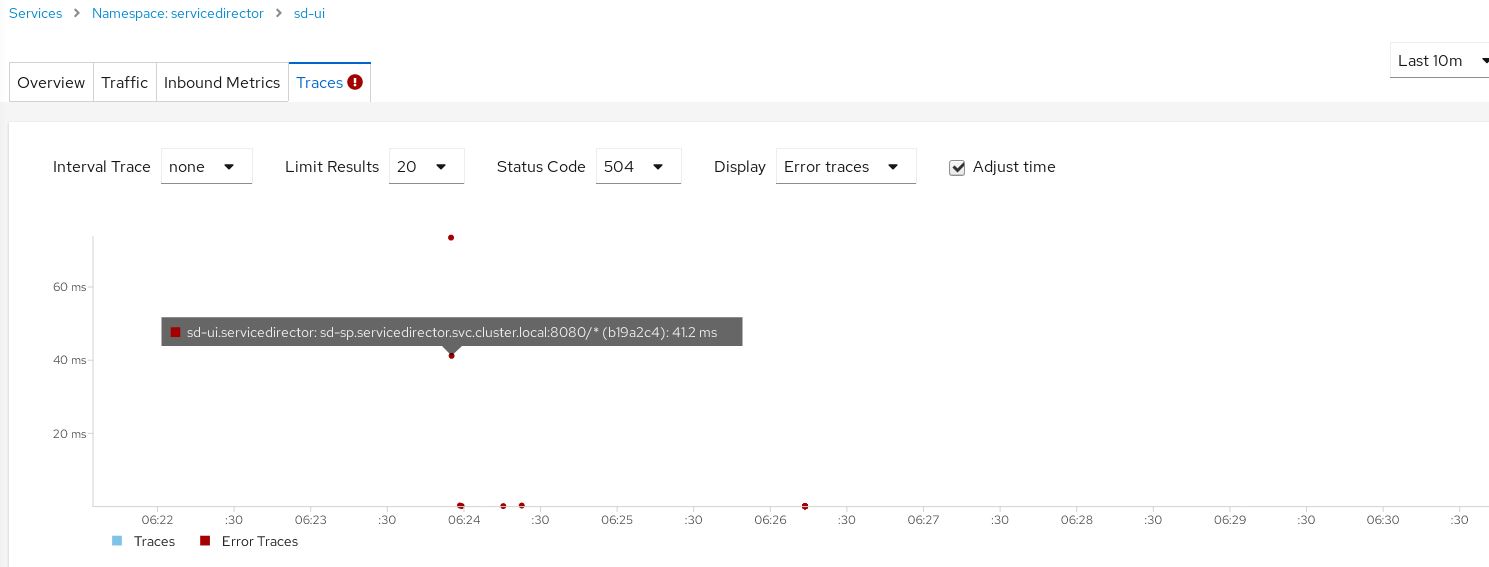 Services > Namespace: servicedirector > sd-ui
Last 10m
Overview Traffic Inbound Metrics Traces
Interval Trace none Limit Results 20 Status Code 504 Display Error traces Adjust time
60 ms
sd-ui.servicedirector: sd-sp.servicedirector.svc.cluster.local:8080/* (b19a2c4): 41.2 ms
40 ms
20 ms
06:22 :30 06:23 :30 06:24 :30 06:25 :30 06:26 :30 06:27 :30 06:28 :30 06:29 :30 06:30 :30
Traces Error Traces